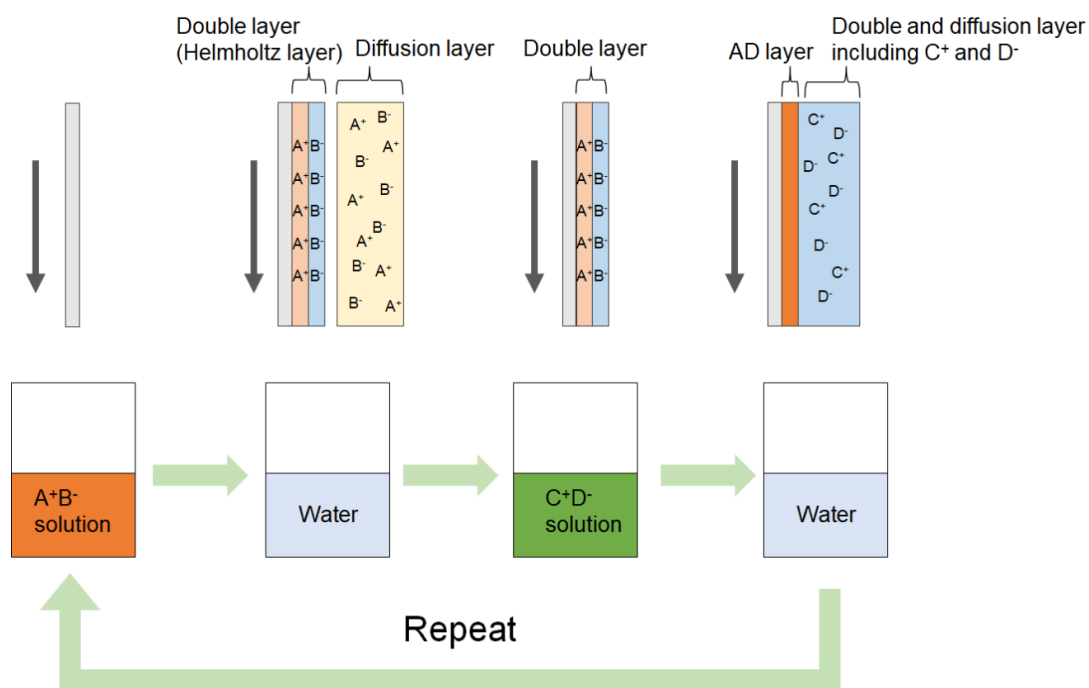 Double layer
(Helmholtz layer)
Diffusion layer
Double layer
AD layer
Double and diffusion layer
including C⁺ and D⁻
A⁺ B⁻
A⁺ B⁻
A⁺ B⁻
A⁺ B⁻
A⁺ B⁻
A⁺ B⁻
A⁺
B⁻
B⁻
A⁺
B⁻
A⁺
B⁻ A⁺
B⁻ A⁺
A⁺ B⁻
A⁺ B⁻
A⁺ B⁻
A⁺ B⁻
A⁺ B⁻
C⁺
D⁻
D⁻ C⁺
D⁻
C⁺
D⁻
C⁺
D⁻
A⁺B⁻
solution
Water
C⁺D⁻
solution
Water
Repeat